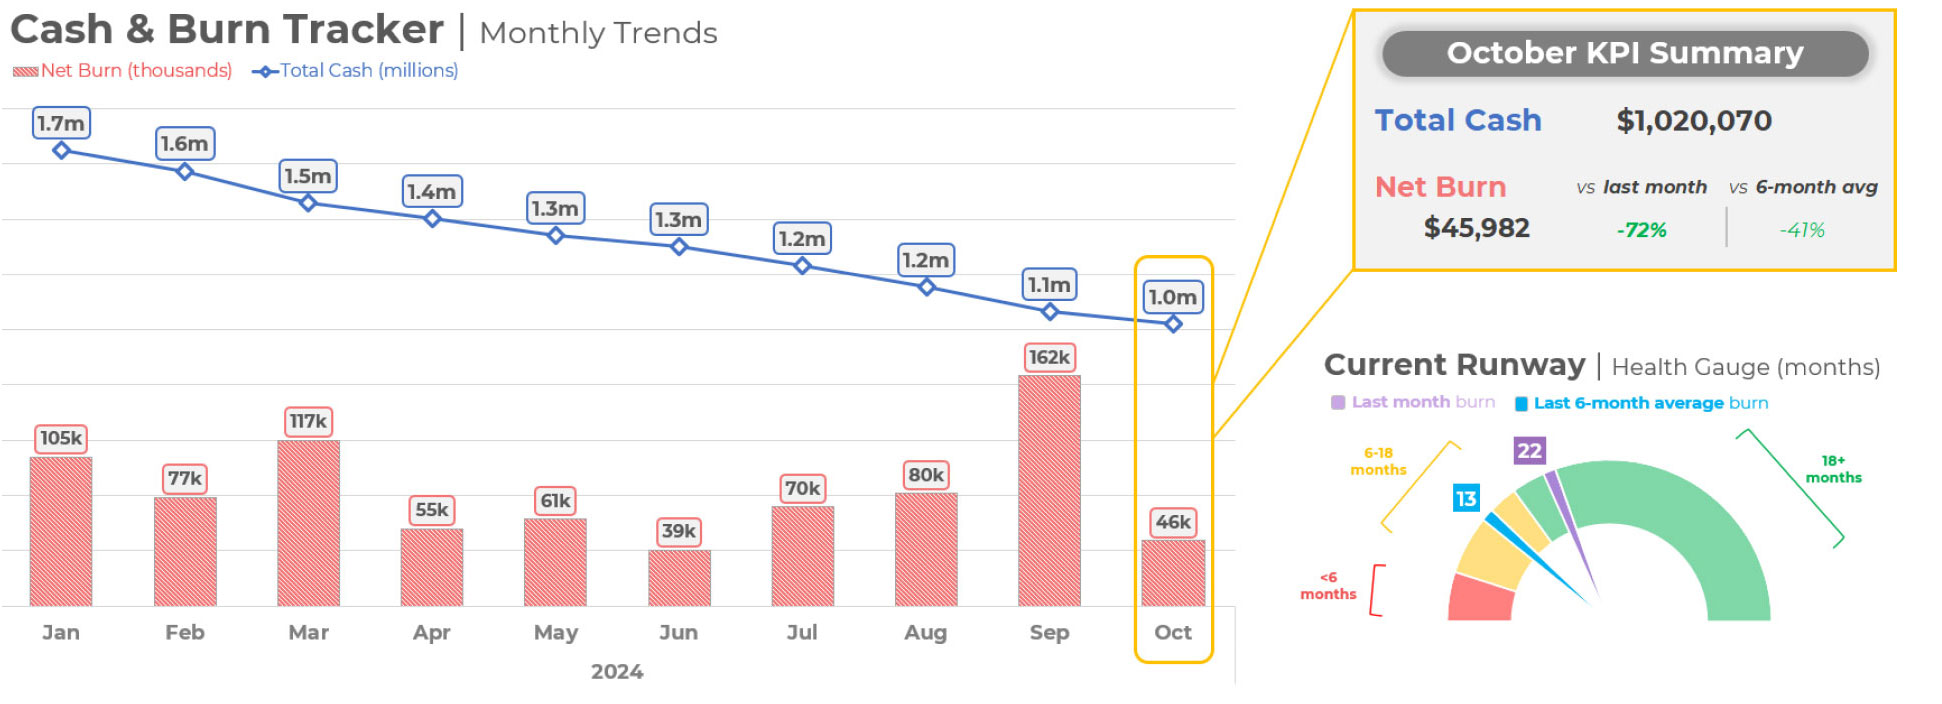 Cash & Burn Tracker | Monthly Trends
Net Burn (thousands) Total Cash (millions)
1.7m 1.6m 1.5m 1.4m 1.3m 1.3m 1.2m 1.2m 1.1m 1.0m
105k 77k 117k 55k 61k 39k 70k 80k 162k 46k
Jan Feb Mar Apr May Jun Jul Aug Sep Oct
2024
October KPI Summary
Total Cash $1,020,070
Net Burn vs last month vs 6-month avg
$45,982 -72% -41%
Current Runway | Health Gauge (months)
Last month burn Last 6-month average burn
<6
months
6-18
months
13
22
18+
months